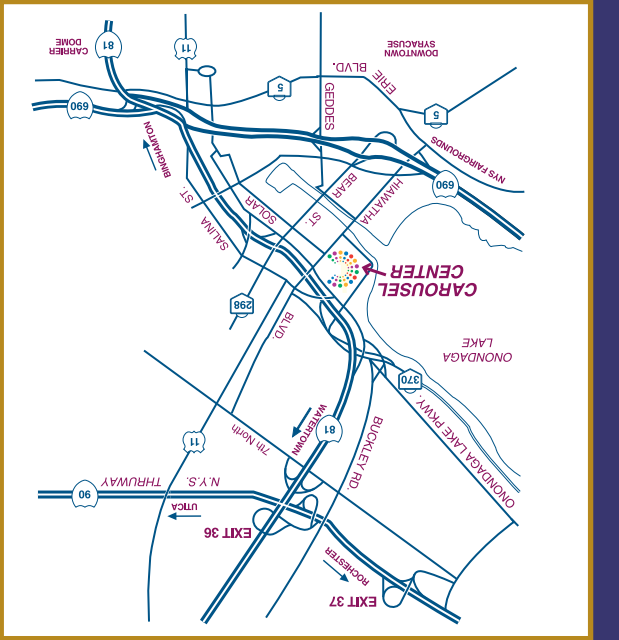 EXIT 37
ROCHESTER
EXIT 36
UTICA
N.Y.S. THRUWAY
90
ONONDAGA LAKE PKWY.
BUCKLEY RD.
81
WATERTOWN
7th North
11
370
ONONDAGA
LAKE
BLVD.
298
CAROUSEL
CENTER
SALINA
ST.
SOLAR
ST.
BEAR
HIAWATHA
690
NYS FAIRGROUNDS
BINGHAMTON
690
GEDDES
5
5
ERIE
BLVD.
DOWNTOWN
SYRACUSE
11
81
CARRIER
DOME